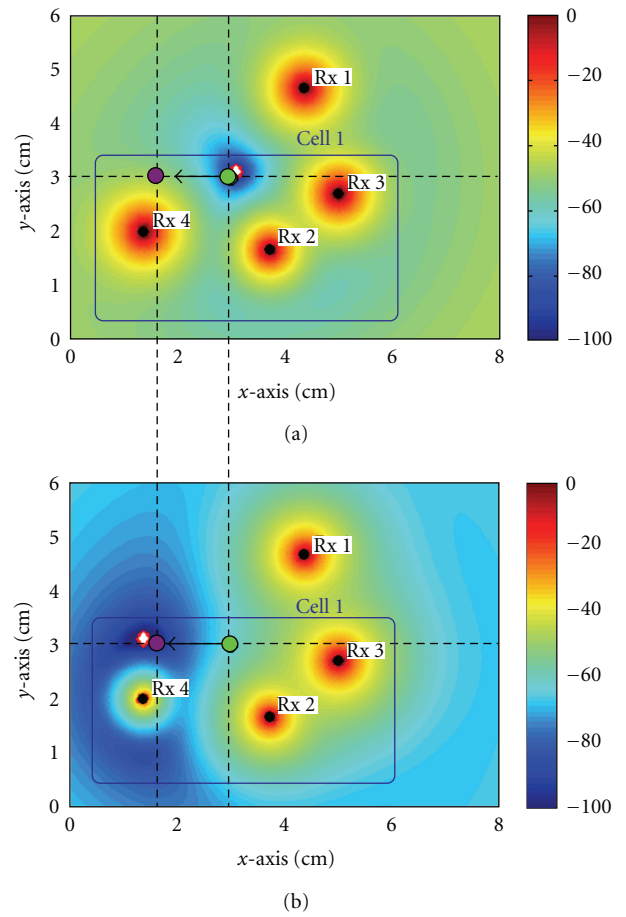 6
5
4
3
2
1
0
y-axis (cm)
Rx 1
Cell 1
Rx 3
Rx 4
Rx 2
0 2 4 6 8
x-axis (cm)
0
−20
−40
−60
−80
−100
(a)
6
5
4
3
2
1
0
y-axis (cm)
Rx 1
Cell 1
Rx 3
Rx 4
Rx 2
0 2 4 6 8
x-axis (cm)
0
−20
−40
−60
−80
−100
(b)